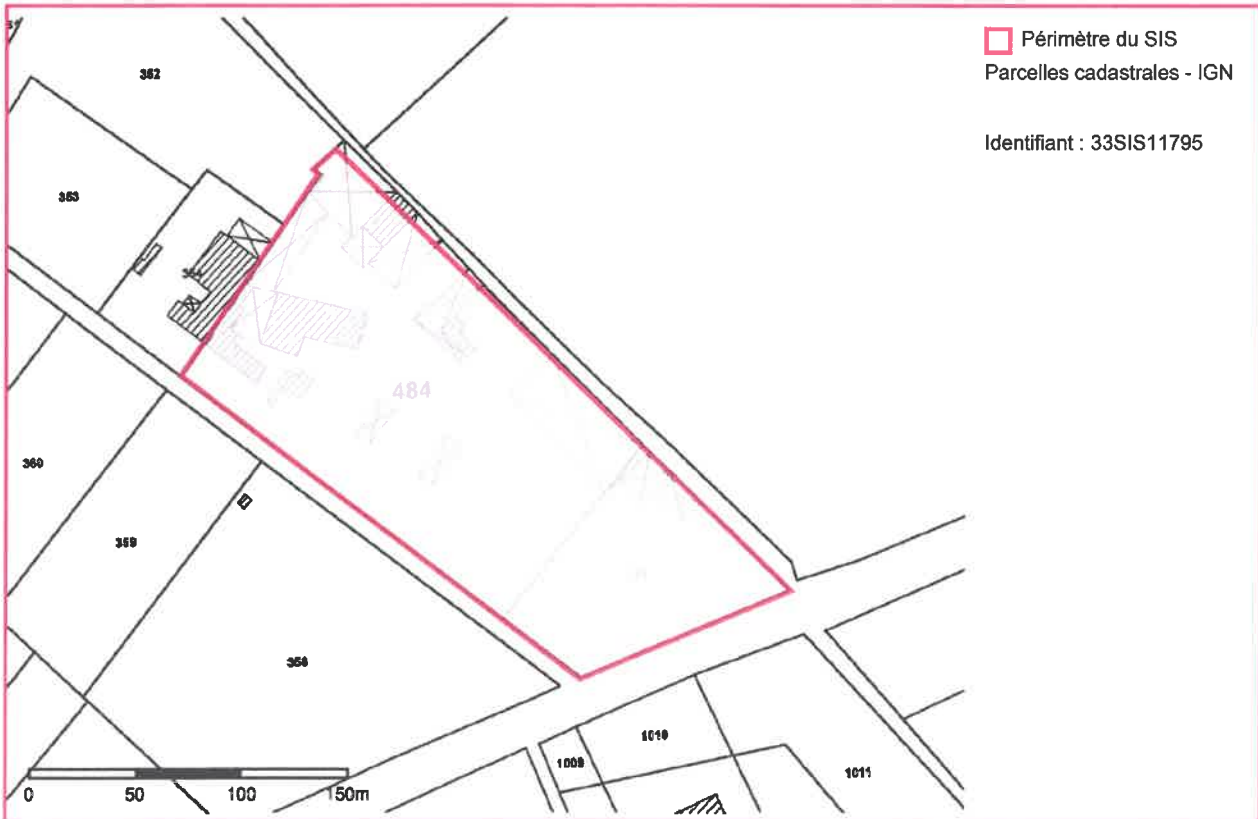 Périmètre du SIS
Parcelles cadastrales - IGN
Identifiant : 33SIS11795
352
353
484
360
359
358
1010
1009
1011
0 50 100 150m